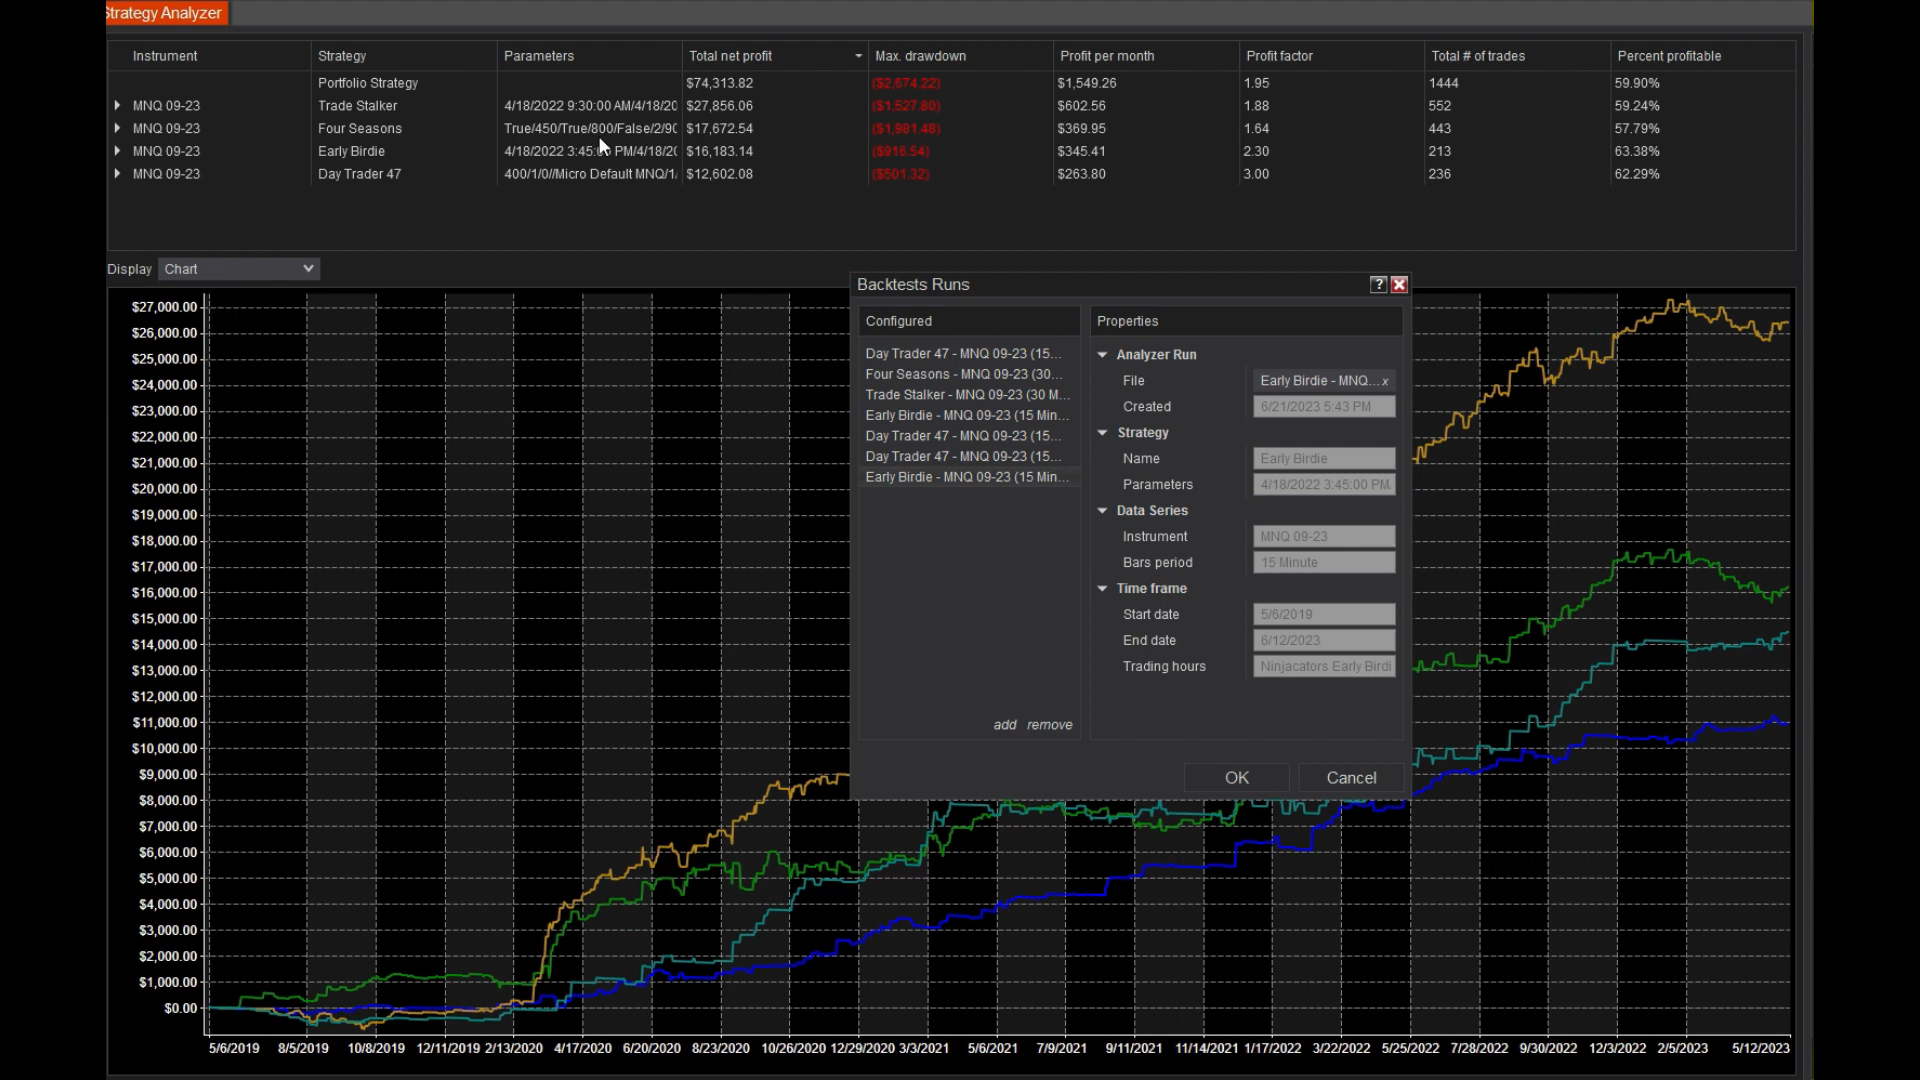 Strategy Analyzer
Instrument Strategy Parameters Total net profit Max. drawdown Profit per month Profit factor Total # of trades Percent profitable
Portfolio Strategy $74,313.82 ($2,674.22) $1,549.26 1.95 1444 59.90%
MNQ 09-23 Trade Stalker 4/18/2022 9:30:00 AM/4/18/20 $27,856.06 ($1,527.80) $602.56 1.88 552 59.24%
MNQ 09-23 Four Seasons True/450/True/800/False/2/90 $17,672.54 ($1,981.48) $369.95 1.64 443 57.79%
MNQ 09-23 Early Birdie 4/18/2022 3:45:00 PM/4/18/20 $16,183.14 ($916.54) $345.41 2.30 213 63.38%
MNQ 09-23 Day Trader 47 400/1/0//Micro Default MNQ/1/ $12,602.08 ($501.32) $263.80 3.00 236 62.29%
Display Chart
Backtests Runs ?
Configured
Day Trader 47 - MNQ 09-23 (15...
Four Seasons - MNQ 09-23 (30...
Trade Stalker - MNQ 09-23 (30 M...
Early Birdie - MNQ 09-23 (15 Min...
Day Trader 47 - MNQ 09-23 (15...
Day Trader 47 - MNQ 09-23 (15...
Early Birdie - MNQ 09-23 (15 Min...
add remove
Properties
Analyzer Run
File Early Birdie - MNQ... x
Created 6/21/2023 5:43 PM
Strategy
Name Early Birdie
Parameters 4/18/2022 3:45:00 PM
Data Series
Instrument MNQ 09-23
Bars period 15 Minute
Time frame
Start date 5/6/2019
End date 6/12/2023
Trading hours Ninjacators Early Birdi
OK Cancel
$27,000.00
$26,000.00
$25,000.00
$24,000.00
$23,000.00
$22,000.00
$21,000.00
$20,000.00
$19,000.00
$18,000.00
$17,000.00
$16,000.00
$15,000.00
$14,000.00
$13,000.00
$12,000.00
$11,000.00
$10,000.00
$9,000.00
$8,000.00
$7,000.00
$6,000.00
$5,000.00
$4,000.00
$3,000.00
$2,000.00
$1,000.00
$0.00
5/6/2019 8/5/2019 10/8/2019 12/11/2019 2/13/2020 4/17/2020 6/20/2020 8/23/2020 10/26/2020 12/29/2020 3/3/2021 5/6/2021 7/9/2021 9/11/2021 11/14/2021 1/17/2022 3/22/2022 5/25/2022 7/28/2022 9/30/2022 12/3/2022 2/5/2023 5/12/2023